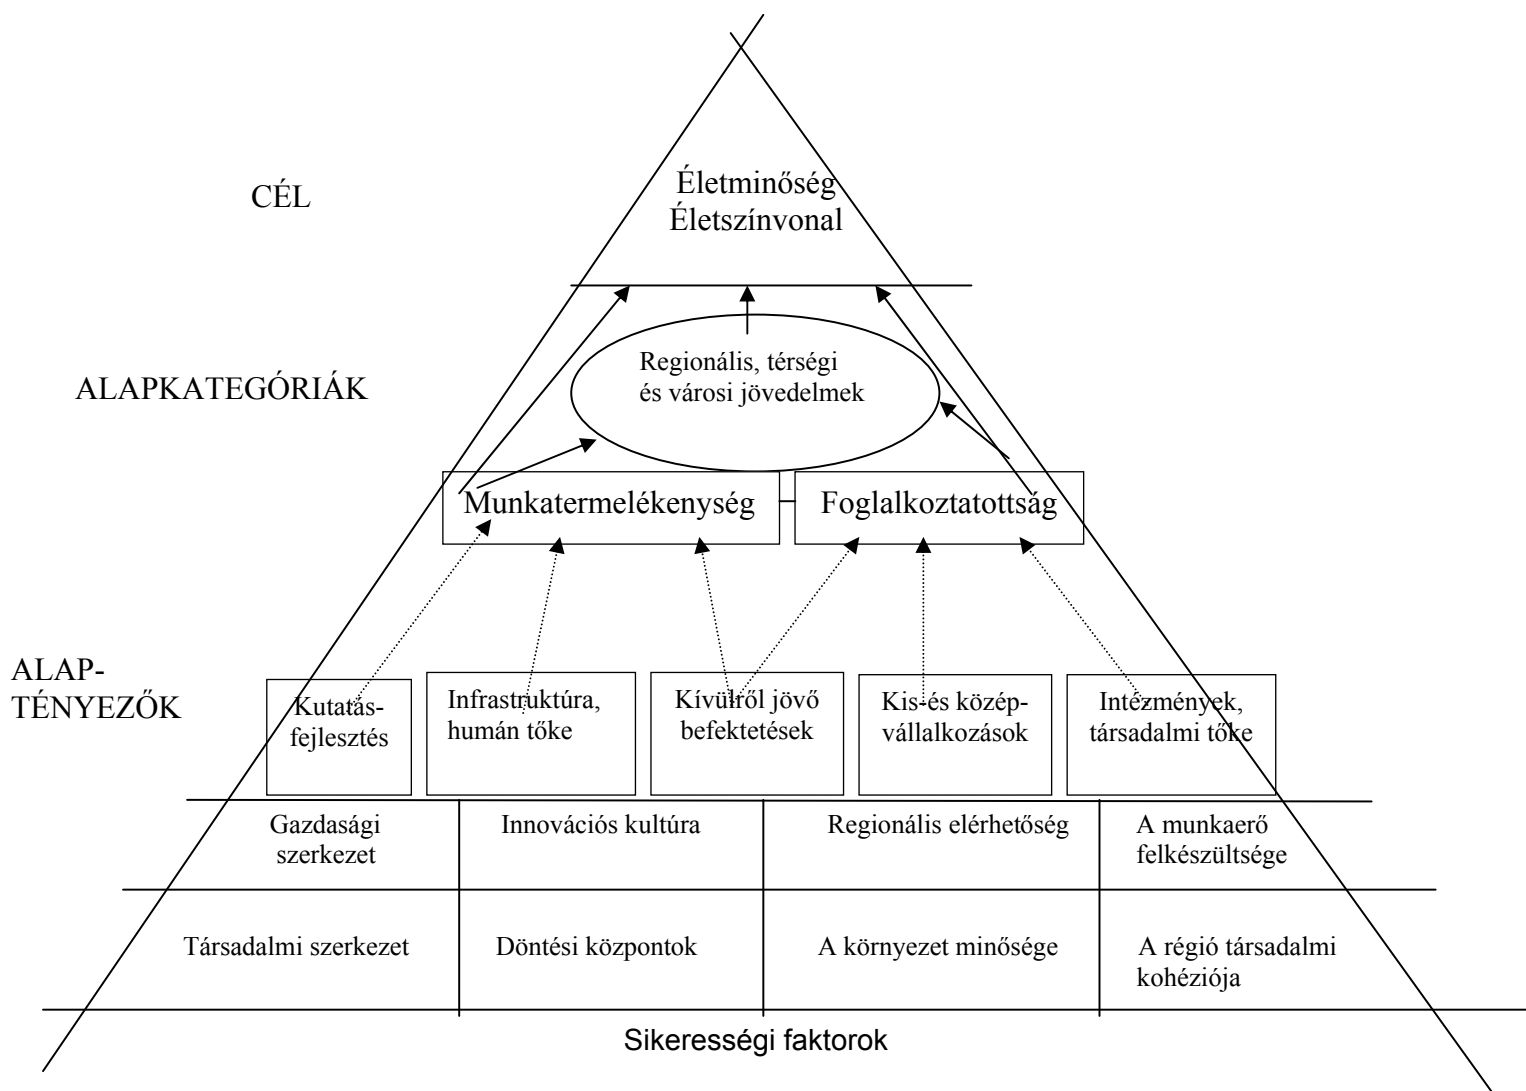 CÉL
Életminőség
Életszínvonal
ALAPKATEGÓRIÁK
Regionális, térségi
és városi jövedelmek
Munkatermelékenység
Foglalkoztatottság
ALAP-
TÉNYEZŐK
Kutatás-
fejlesztés
Infrastruktúra,
humán tőke
Kívülről jövő
befektetések
Kis-és közép-
vállalkozások
Intézmények,
társadalmi tőke
Gazdasági
szerkezet
Innovációs kultúra
Regionális elérhetőség
A munkaerő
felkészültsége
Társadalmi szerkezet
Döntési központok
A környezet minősége
A régió társadalmi
kohéziója
Sikerességi faktorok